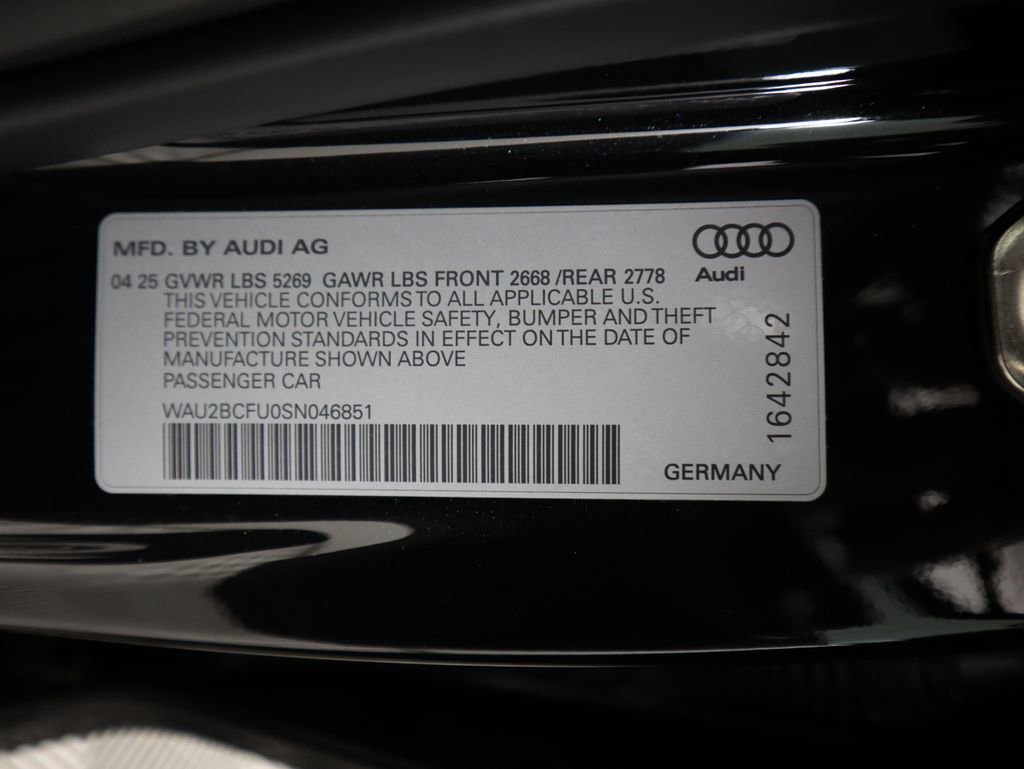 MFD. BY AUDI AG
Audi
04 25 GVWR LBS 5269 GAWR LBS FRONT 2668 /REAR 2778
THIS VEHICLE CONFORMS TO ALL APPLICABLE U.S.
FEDERAL MOTOR VEHICLE SAFETY, BUMPER AND THEFT
PREVENTION STANDARDS IN EFFECT ON THE DATE OF
MANUFACTURE SHOWN ABOVE
PASSENGER CAR
WAU2BCFU0SN046851
1642842
GERMANY